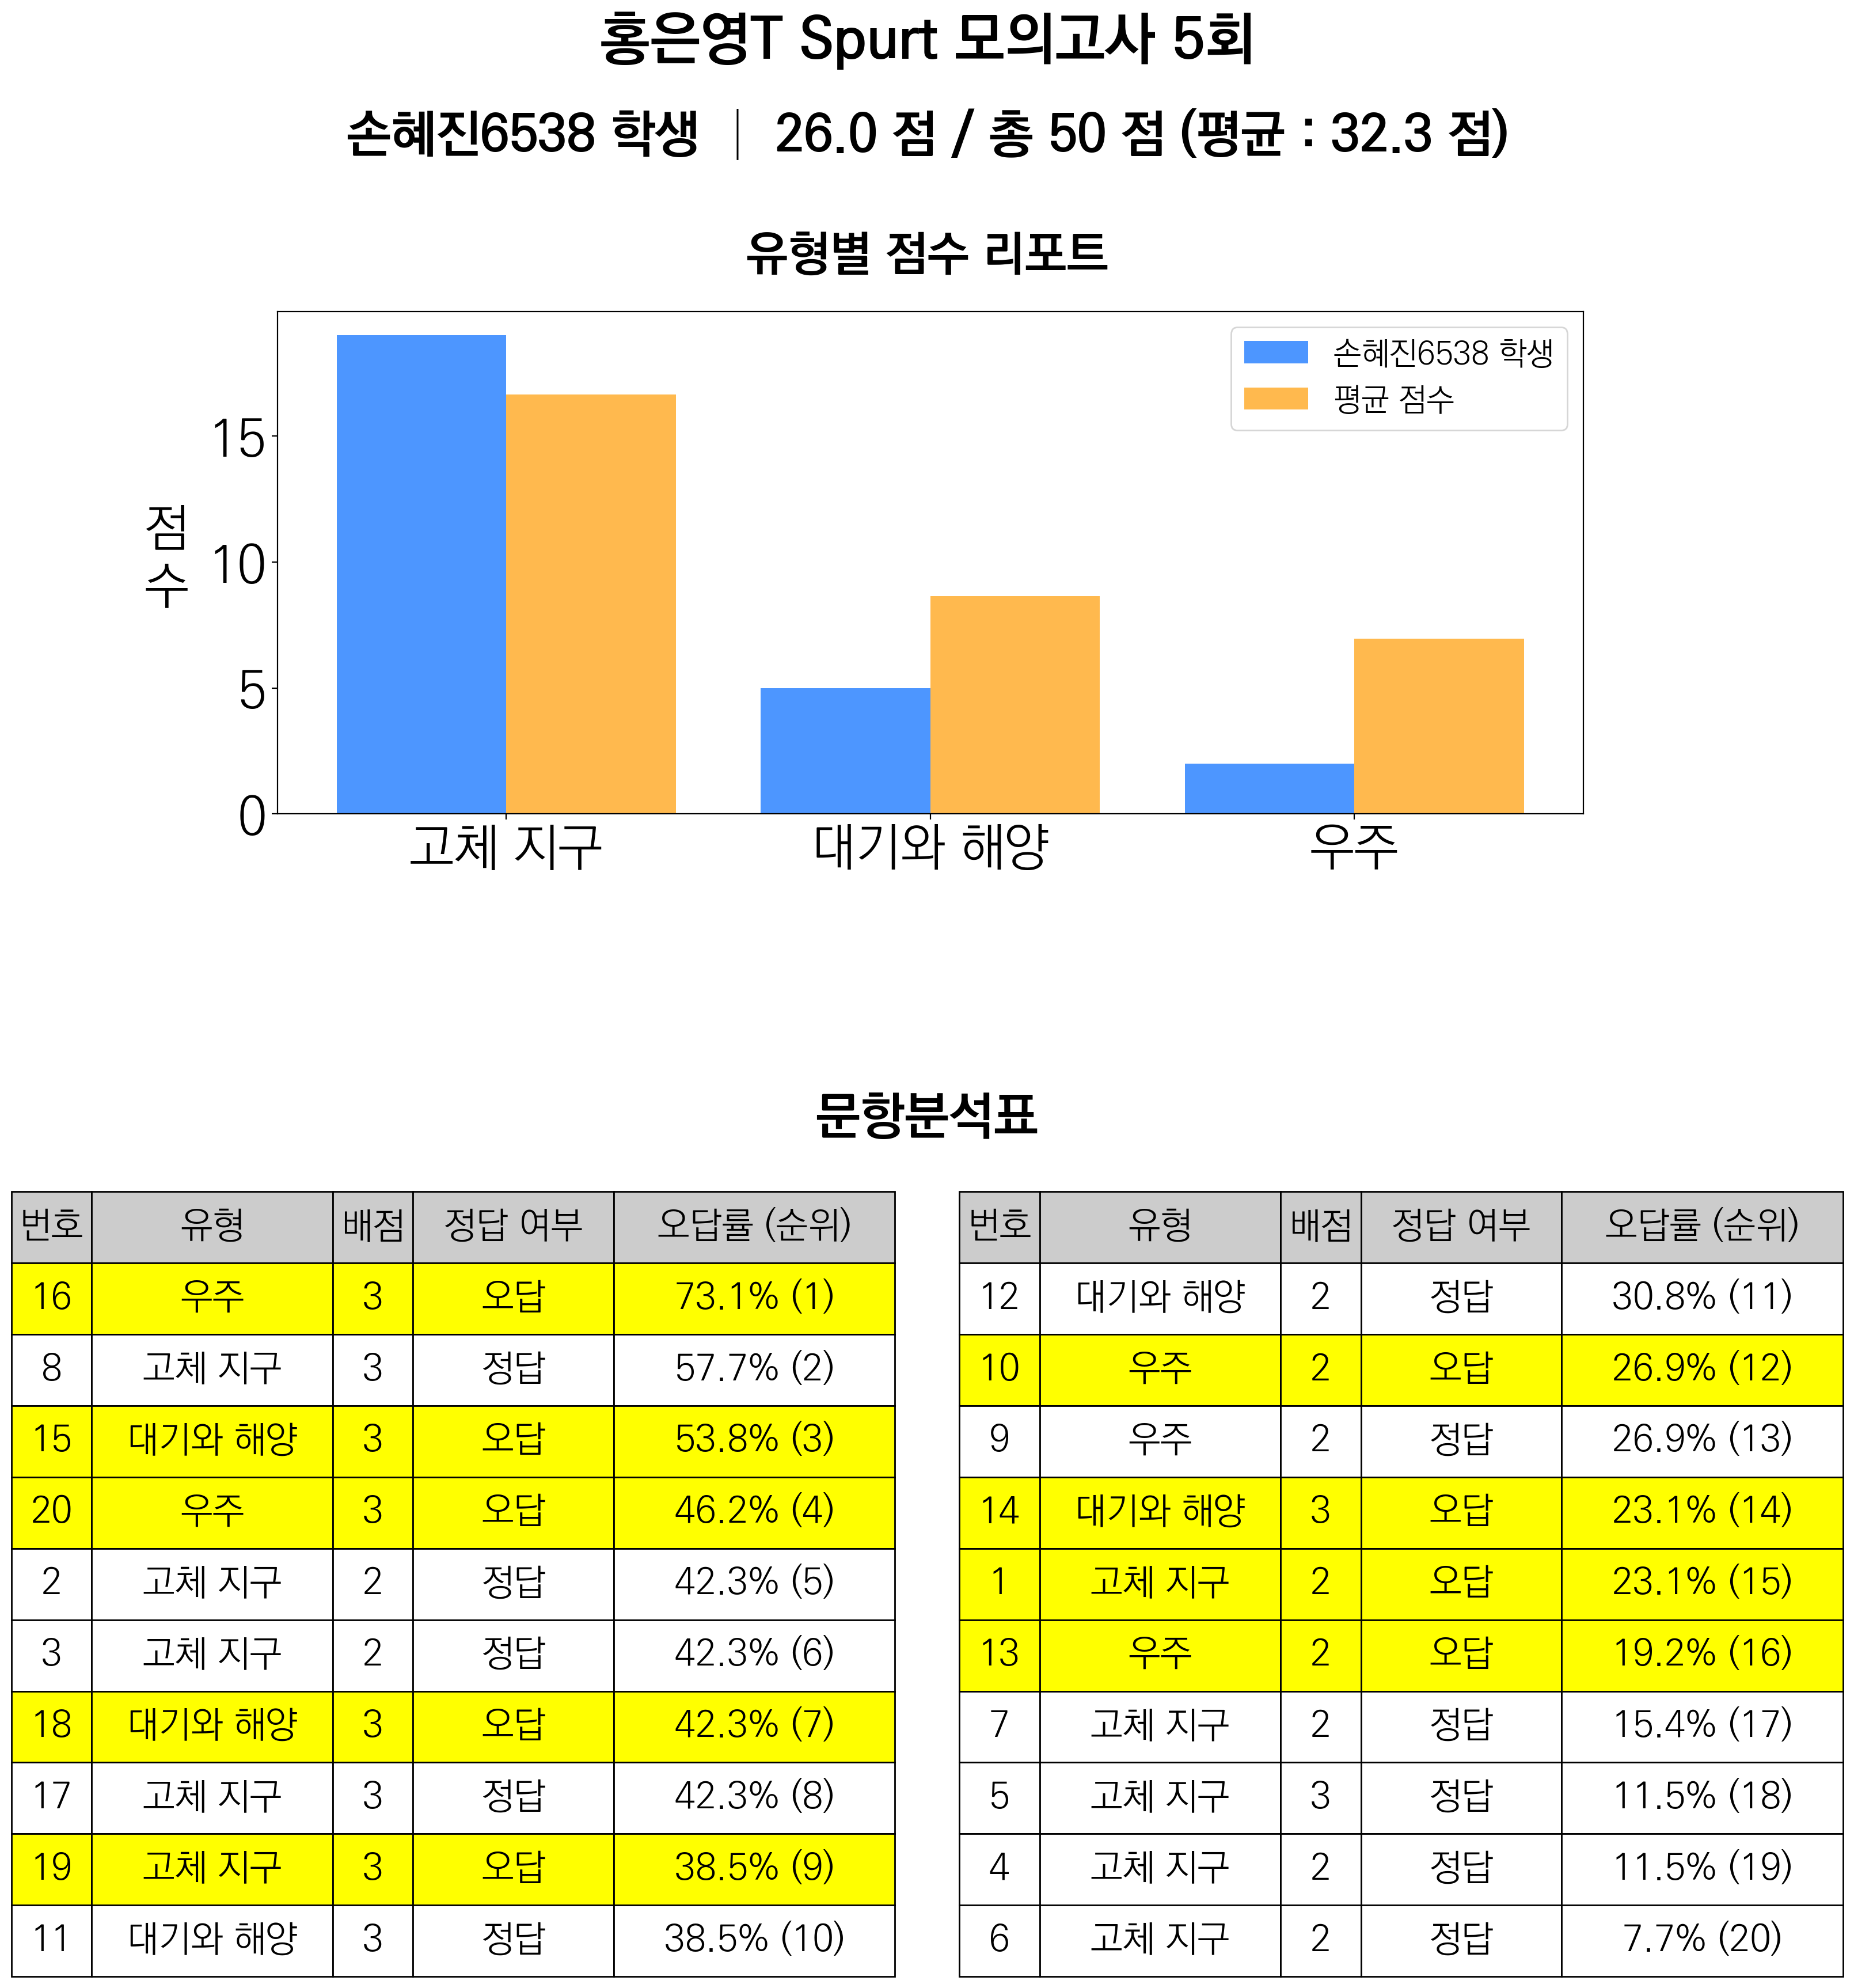 홍은영T Spurt 모의고사 5회
손혜진6538 학생 | 26.0 점 / 총 50 점 (평균 : 32.3 점)
유형별 점수 리포트
손혜진6538 학생
평균 점수
점수
15
10
5
0
고체 지구 대기와 해양 우주
문항분석표
번호 유형 배점 정답 여부 오답률 (순위)
16 우주 3 오답 73.1% (1)
8 고체 지구 3 정답 57.7% (2)
15 대기와 해양 3 오답 53.8% (3)
20 우주 3 오답 46.2% (4)
2 고체 지구 2 정답 42.3% (5)
3 고체 지구 2 정답 42.3% (6)
18 대기와 해양 3 오답 42.3% (7)
17 고체 지구 3 정답 42.3% (8)
19 고체 지구 3 오답 38.5% (9)
11 대기와 해양 3 정답 38.5% (10)
번호 유형 배점 정답 여부 오답률 (순위)
12 대기와 해양 2 정답 30.8% (11)
10 우주 2 오답 26.9% (12)
9 우주 2 정답 26.9% (13)
14 대기와 해양 3 오답 23.1% (14)
1 고체 지구 2 오답 23.1% (15)
13 우주 2 오답 19.2% (16)
7 고체 지구 2 정답 15.4% (17)
5 고체 지구 3 정답 11.5% (18)
4 고체 지구 2 정답 11.5% (19)
6 고체 지구 2 정답 7.7% (20)